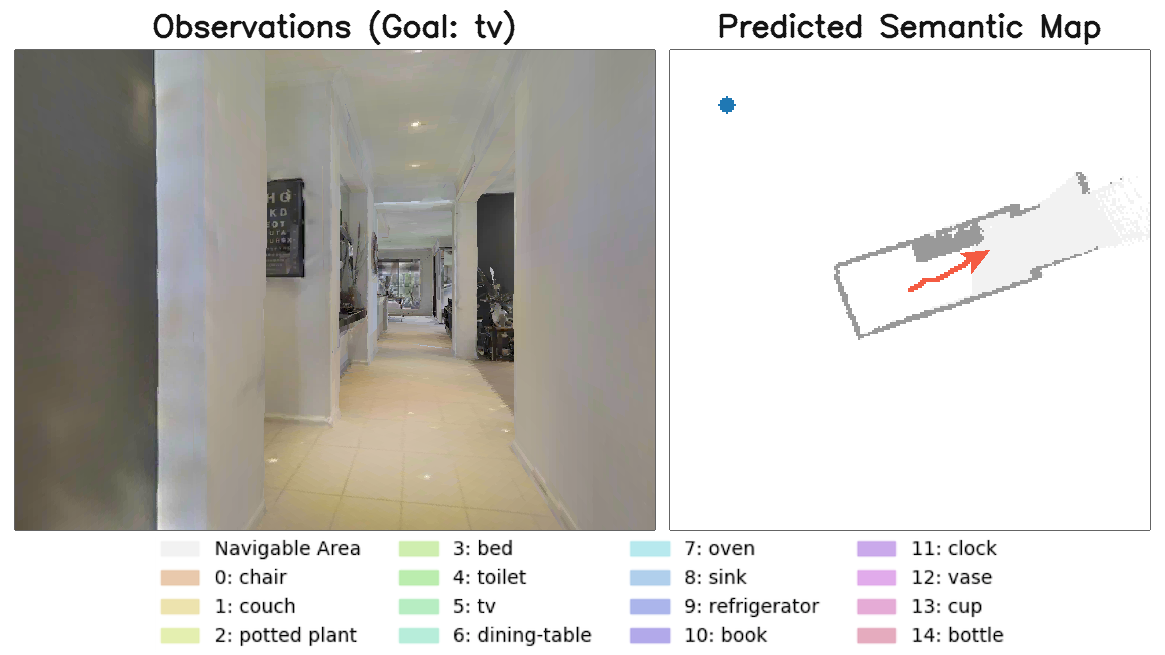 Observations (Goal: tv)
Predicted Semantic Map
HG
KD
Navigable Area
0: chair
1: couch
2: potted plant
3: bed
4: toilet
5: tv
6: dining-table
7: oven
8: sink
9: refrigerator
10: book
11: clock
12: vase
13: cup
14: bottle